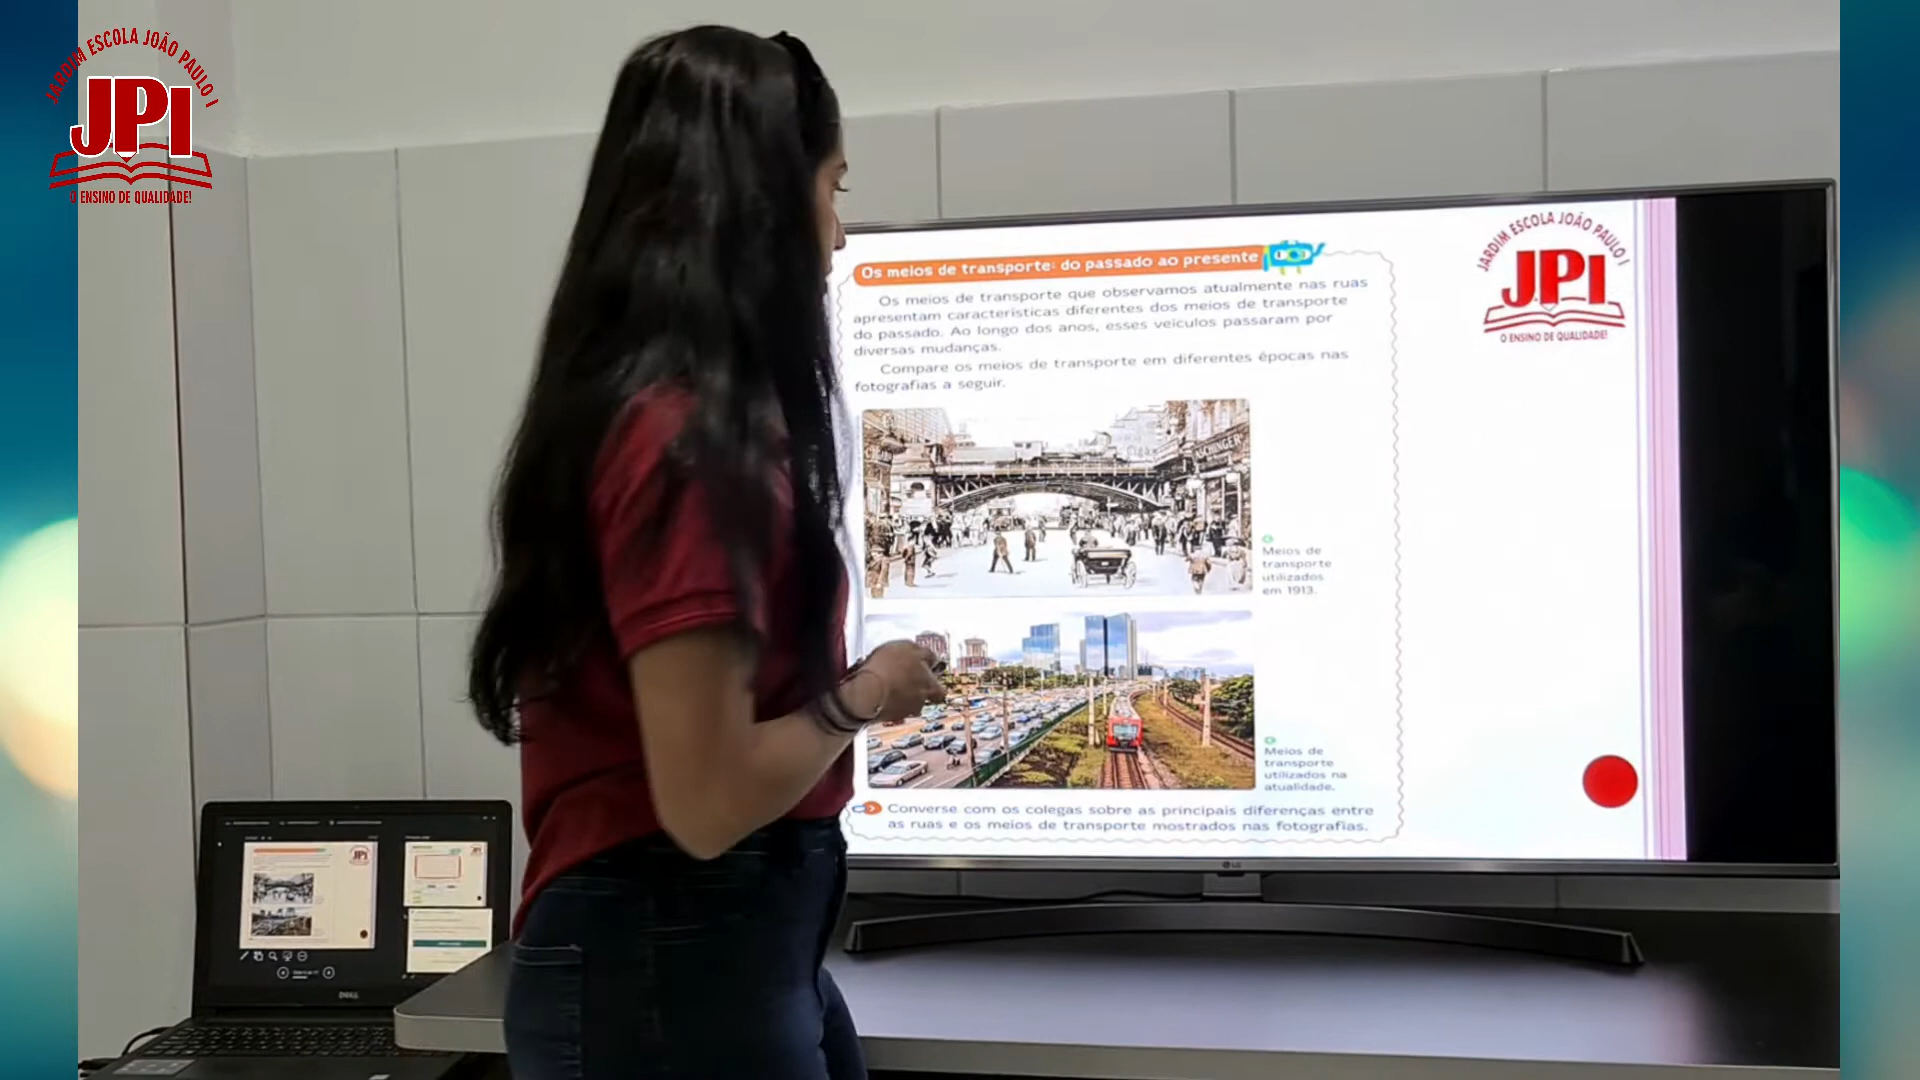 JARDIM ESCOLA JOÃO PAULO I
JPI
O ENSINO DE QUALIDADE!
Os meios de transporte: do passado ao presente
Os meios de transporte que observamos atualmente nas ruas
apresentam características diferentes dos meios de transporte
do passado. Ao longo dos anos, esses veículos passaram por
diversas mudanças.
Compare os meios de transporte em diferentes épocas nas
fotografias a seguir.
Meios de
transporte
utilizados
em 1913.
Meios de
transporte
utilizados na
atualidade.
Converse com os colegas sobre as principais diferenças entre
as ruas e os meios de transporte mostrados nas fotografias.
JARDIM ESCOLA JOÃO PAULO I
JPI
O ENSINO DE QUALIDADE!
LG
DELL
JPI